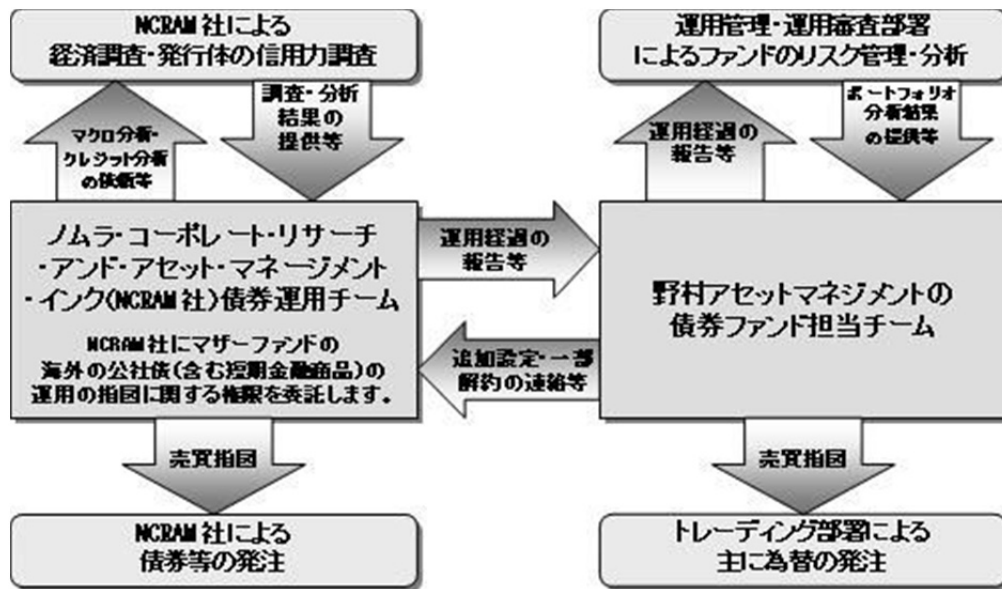 NCRAM社による
経済調査・発行体の信用力調査
運用管理・運用審査部署
によるファンドのリスク管理・分析
マクロ分析・
クレジット分析
の依頼等
調査・分析
結果の
提供等
運用経過の
報告等
ポートフォリオ
分析結果
の提供等
ノムラ・コーポレート・リサーチ
・アンド・アセット・マネージメント
・インク(NCRAM社)債券運用チーム
NCRAM社にマザーファンドの
海外の公社債(含む短期金融商品)の
運用の指図に関する権限を委託します。
運用経過の
報告等
追加設定・一部
解約の連絡等
野村アセットマネジメントの
債券ファンド担当チーム
売買指図
売買指図
NCRAM社による
債券等の発注
トレーディング部署による
主に為替の発注